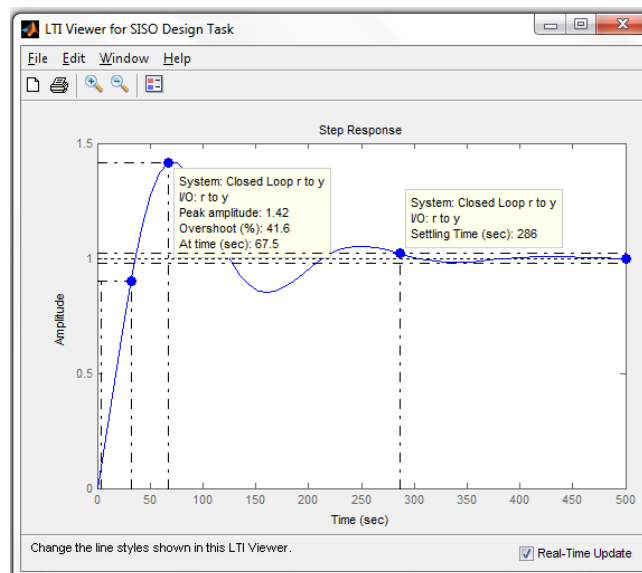 LTI Viewer for SISO Design Task
File Edit Window Help
Step Response
1.5
1
0.5
0
Amplitude
System: Closed Loop r to y
I/O: r to y
Peak amplitude: 1.42
Overshoot (%): 41.6
At time (sec): 67.5
System: Closed Loop r to y
I/O: r to y
Settling Time (sec): 286
0 50 100 150 200 250 300 350 400 450 500
Time (sec)
Change the line styles shown in this LTI Viewer.
Real-Time Update